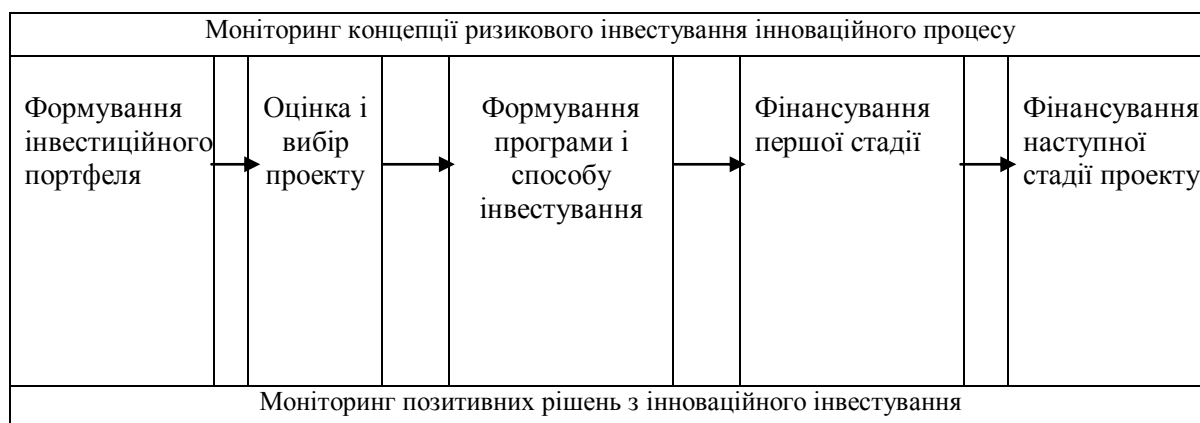 Моніторинг концепції ризикового інвестування інноваційного процесу
Формування
інвестиційного
портфеля
Оцінка і
вибір
проекту
Формування
програми і
способу
інвестування
Фінансування
першої стадії
Фінансування
наступної
стадії проекту
Моніторинг позитивних рішень з інноваційного інвестування